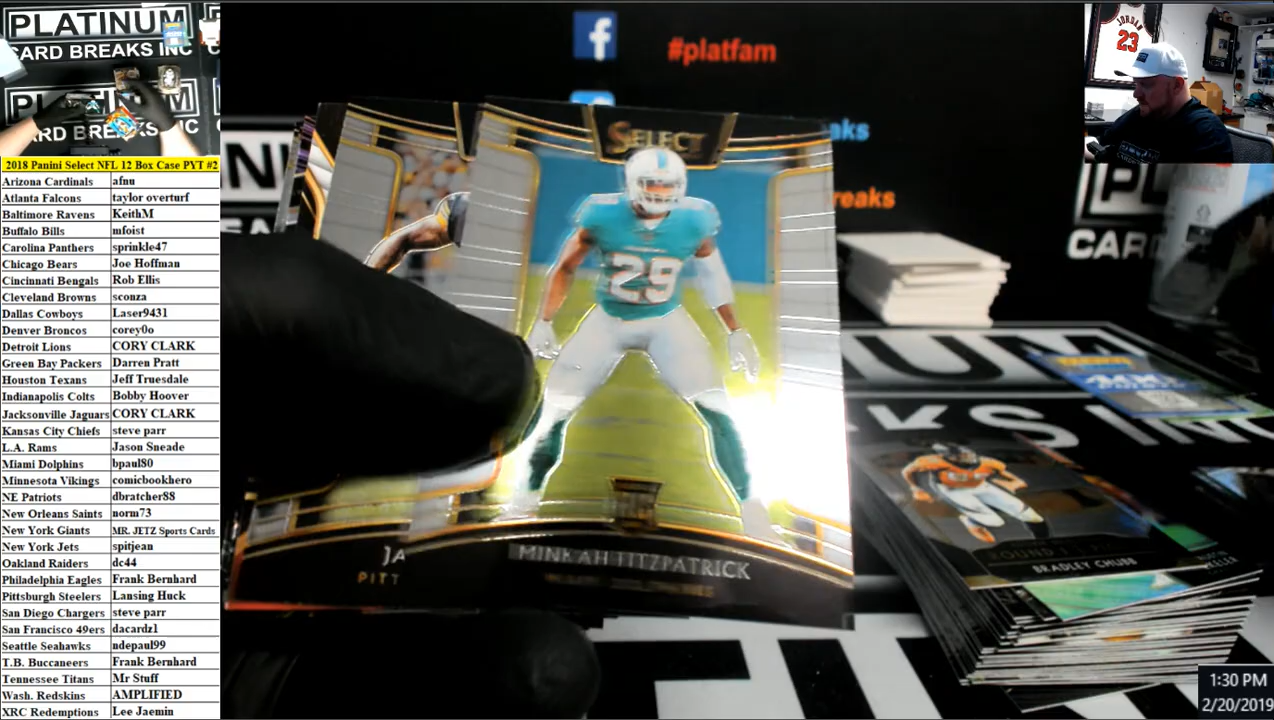 PLATINUM
CARD BREAKS INC
PLATINUM
CARD BREAKS INC
2018 Panini Select NFL 12 Box Case PYT #2
Arizona Cardinals afnu
Atlanta Falcons taylor overturf
Baltimore Ravens KeithM
Buffalo Bills mfoist
Carolina Panthers sprinkle47
Chicago Bears Joe Hoffman
Cincinnati Bengals Rob Ellis
Cleveland Browns sconza
Dallas Cowboys Laser9431
Denver Broncos corey0o
Detroit Lions CORY CLARK
Green Bay Packers Darren Pratt
Houston Texans Jeff Truesdale
Indianapolis Colts Bobby Hoover
Jacksonville Jaguars CORY CLARK
Kansas City Chiefs steve parr
L.A. Rams Jason Sneade
Miami Dolphins bpaul80
Minnesota Vikings comicbookhero
NE Patriots dbratcher88
New Orleans Saints norm73
New York Giants MR. JETZ Sports Cards
New York Jets spitjean
Oakland Raiders dc44
Philadelphia Eagles Frank Bernhard
Pittsburgh Steelers Lansing Huck
San Diego Chargers steve parr
San Francisco 49ers dacardz1
Seattle Seahawks ndepaul99
T.B. Buccaneers Frank Bernhard
Tennessee Titans Mr Stuff
Wash. Redskins AMPLIFIED
XRC Redemptions Lee Jaemin
f #platfam
SELECT
29
MINKAH FITZPATRICK
JA
PITT
BRADLEY CHUBB
JORDAN
23
1:30 PM
2/20/2019